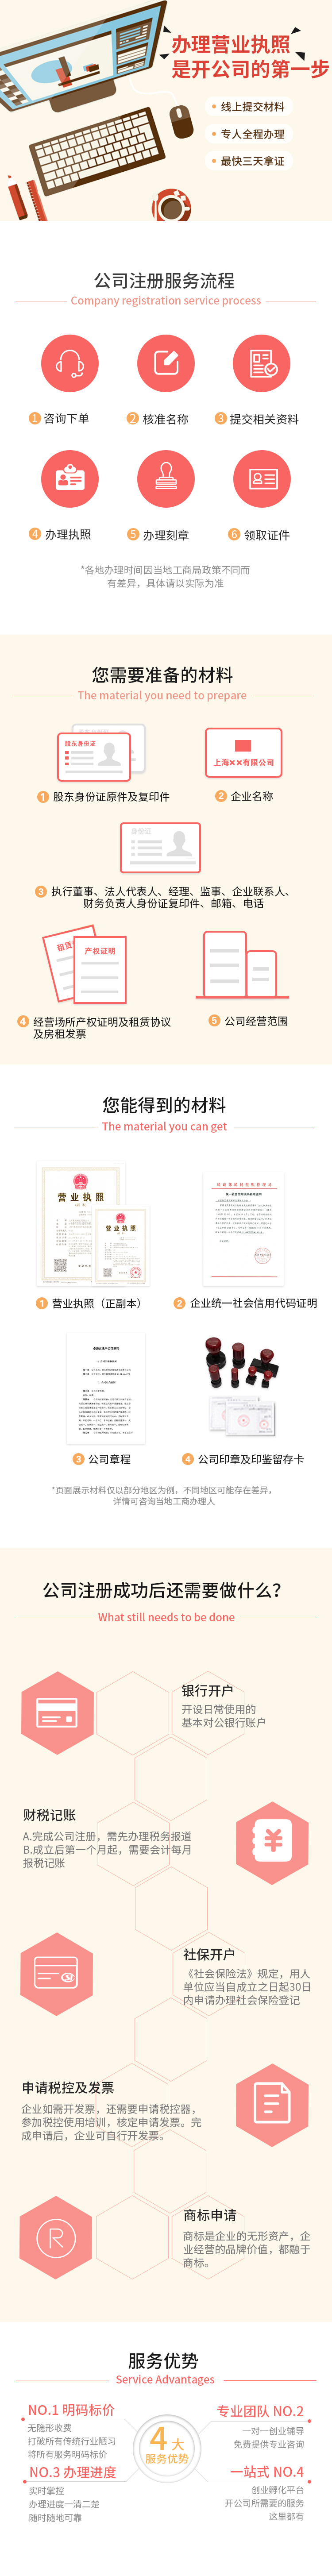 办理营业执照
是开公司的第一步
线上提交材料
专人全程办理
最快三天拿证
公司注册服务流程
Company registration service process
1 咨询下单
2 核准名称
3 提交相关资料
4 办理执照
5 办理刻章
6 领取证件
*各地办理时间因当地工商局政策不同而
有差异，具体请以实际为准
您需要准备的材料
The material you need to prepare
股东身份证
上海××有限公司
1 股东身份证原件及复印件
2 企业名称
身份证
3 执行董事、法人代表人、经理、监事、企业联系人、
财务负责人身份证复印件、邮箱、电话
产权证明
4 经营场所产权证明及租赁协议
及房租发票
5 公司经营范围
您能得到的材料
The material you can get
营业执照
营业执照
1 营业执照（正副本）
2 企业统一社会信用代码证明
3 公司章程
4 公司印章及印鉴留存卡
*页面展示材料仅以部分地区为例，不同地区可能存在差异，
详情可咨询当地工商办理人
公司注册成功后还需要做什么？
What still needs to be done
银行开户
开设日常使用的
基本对公银行账户
财税记账
A.完成公司注册，需先办理税务报道
B.成立后第一个月起，需要会计每月
报税记账
社保开户
《社会保险法》规定，用人
单位应当自成立之日起30日
内申请办理社会保险登记
申请税控及发票
企业如需开发票，还需要申请税控器，
参加税控使用培训，核定申请发票。完
成申请后，企业可自行开发票。
R
商标申请
商标是企业的无形资产，企
业经营的品牌价值，都融于
商标。
服务优势
Service Advantages
NO.1 明码标价
无隐形收费
打破所有传统行业陋习
将所有服务明码标价
专业团队 NO.2
一对一创业辅导
免费提供专业咨询
4大
服务优势
NO.3 办理进度
实时掌控
办理进度一清二楚
随时随地可靠
一站式 NO.4
创业孵化平台
开公司所需要的服务
这里都有